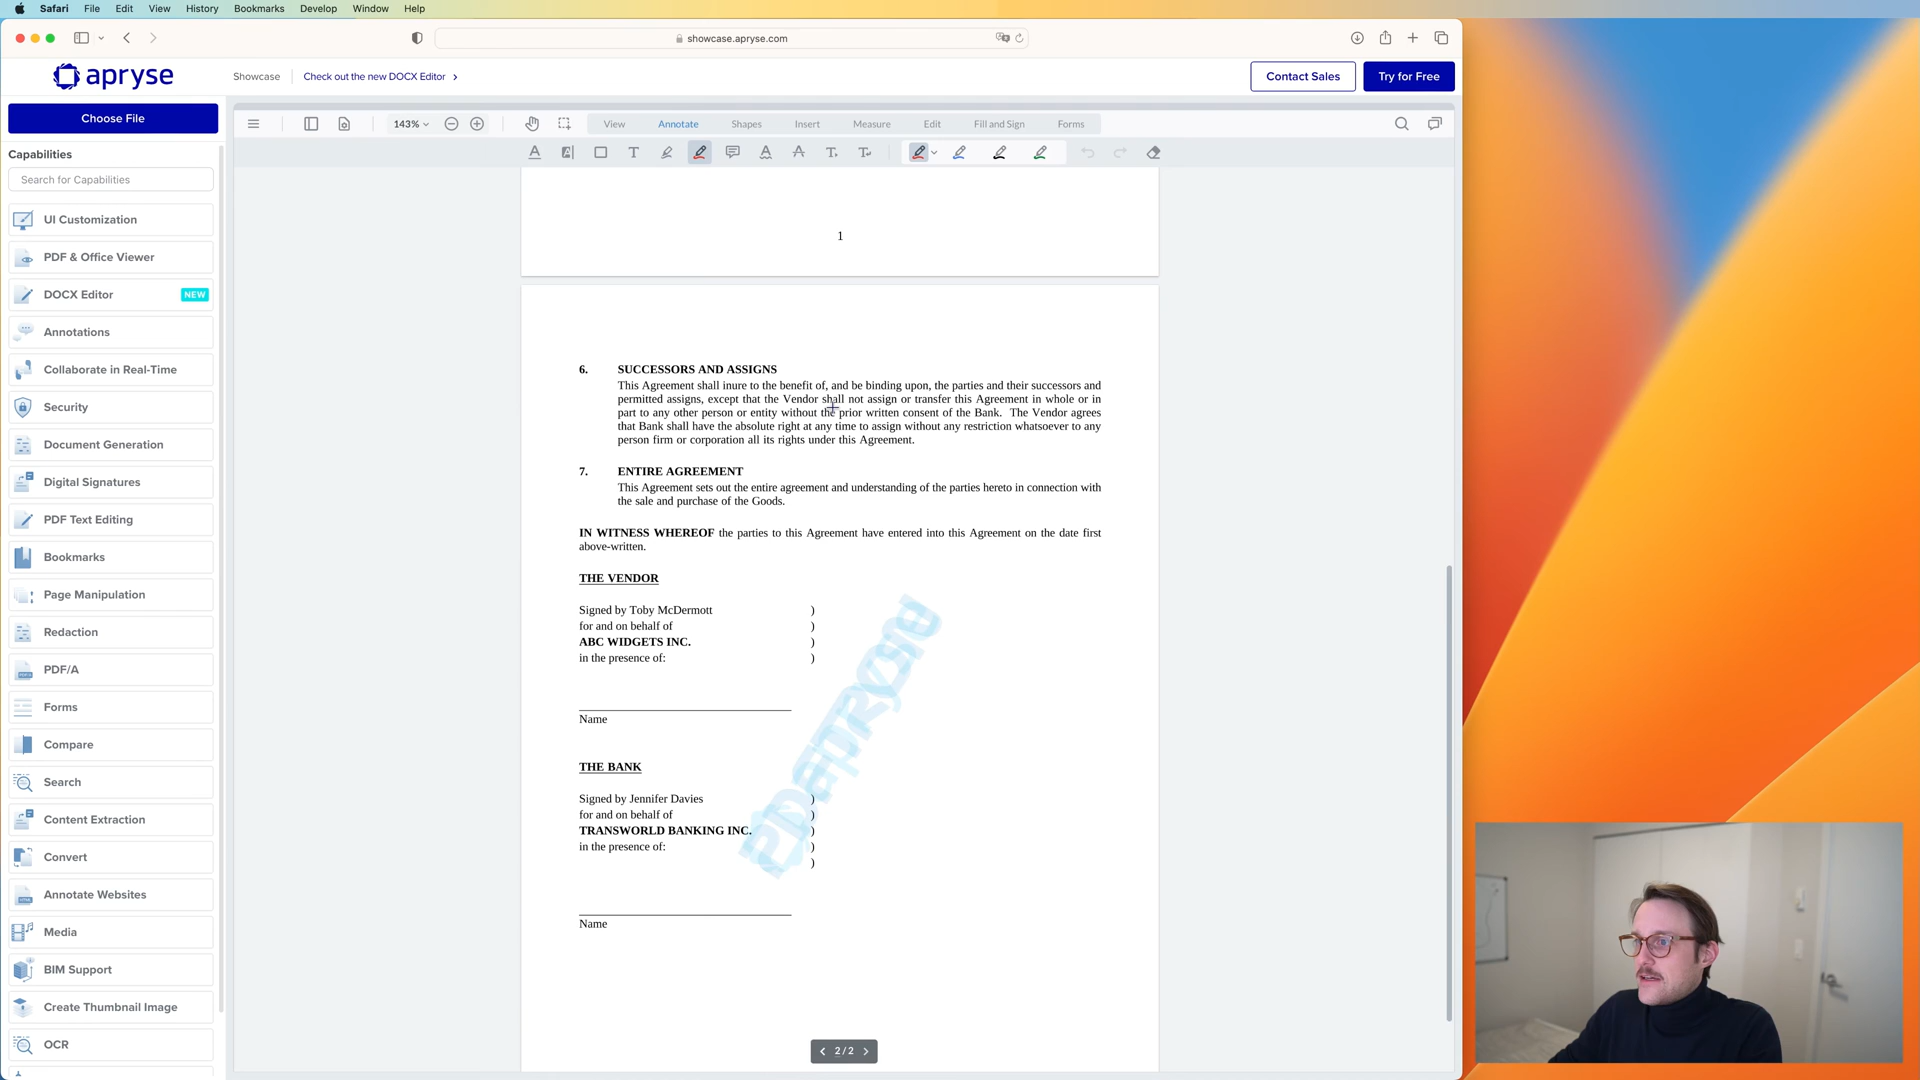 Safari File Edit View History Bookmarks Develop Window Help
showcase.apryse.com
apryse Showcase Check out the new DOCX Editor Contact Sales Try for Free
Choose File
143% View Annotate Shapes Insert Measure Edit Fill and Sign Forms
Capabilities
Search for Capabilities
UI Customization
PDF & Office Viewer
DOCX Editor NEW
Annotations
Collaborate in Real-Time
Security
Document Generation
Digital Signatures
PDF Text Editing
Bookmarks
Page Manipulation
Redaction
PDF/A
Forms
Compare
Search
Content Extraction
Convert
Annotate Websites
Media
BIM Support
Create Thumbnail Image
OCR
1
6. SUCCESSORS AND ASSIGNS
This Agreement shall inure to the benefit of, and be binding upon, the parties and their successors and
permitted assigns, except that the Vendor shall not assign or transfer this Agreement in whole or in
part to any other person or entity without the prior written consent of the Bank. The Vendor agrees
that Bank shall have the absolute right at any time to assign without any restriction whatsoever to any
person firm or corporation all its rights under this Agreement.
7. ENTIRE AGREEMENT
This Agreement sets out the entire agreement and understanding of the parties hereto in connection with
the sale and purchase of the Goods.
IN WITNESS WHEREOF the parties to this Agreement have entered into this Agreement on the date first
above-written.
THE VENDOR
Signed by Toby McDermott )
for and on behalf of )
ABC WIDGETS INC. )
in the presence of: )
Name
THE BANK
Signed by Jennifer Davies )
for and on behalf of )
TRANSWORLD BANKING INC. )
in the presence of: )
)
Name
2/2